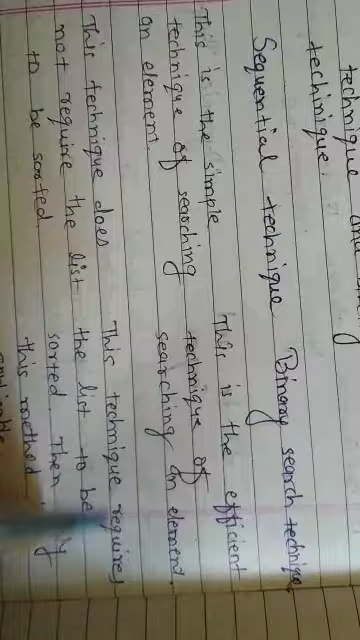 technique
techinique.
Sequential technique Binary search technique
This is the simple This is the efficient
technique of searching technique of
an element. searching an element.
This technique does This technique requires
not require the list the list to be
to be sorted. sorted. Then
this method